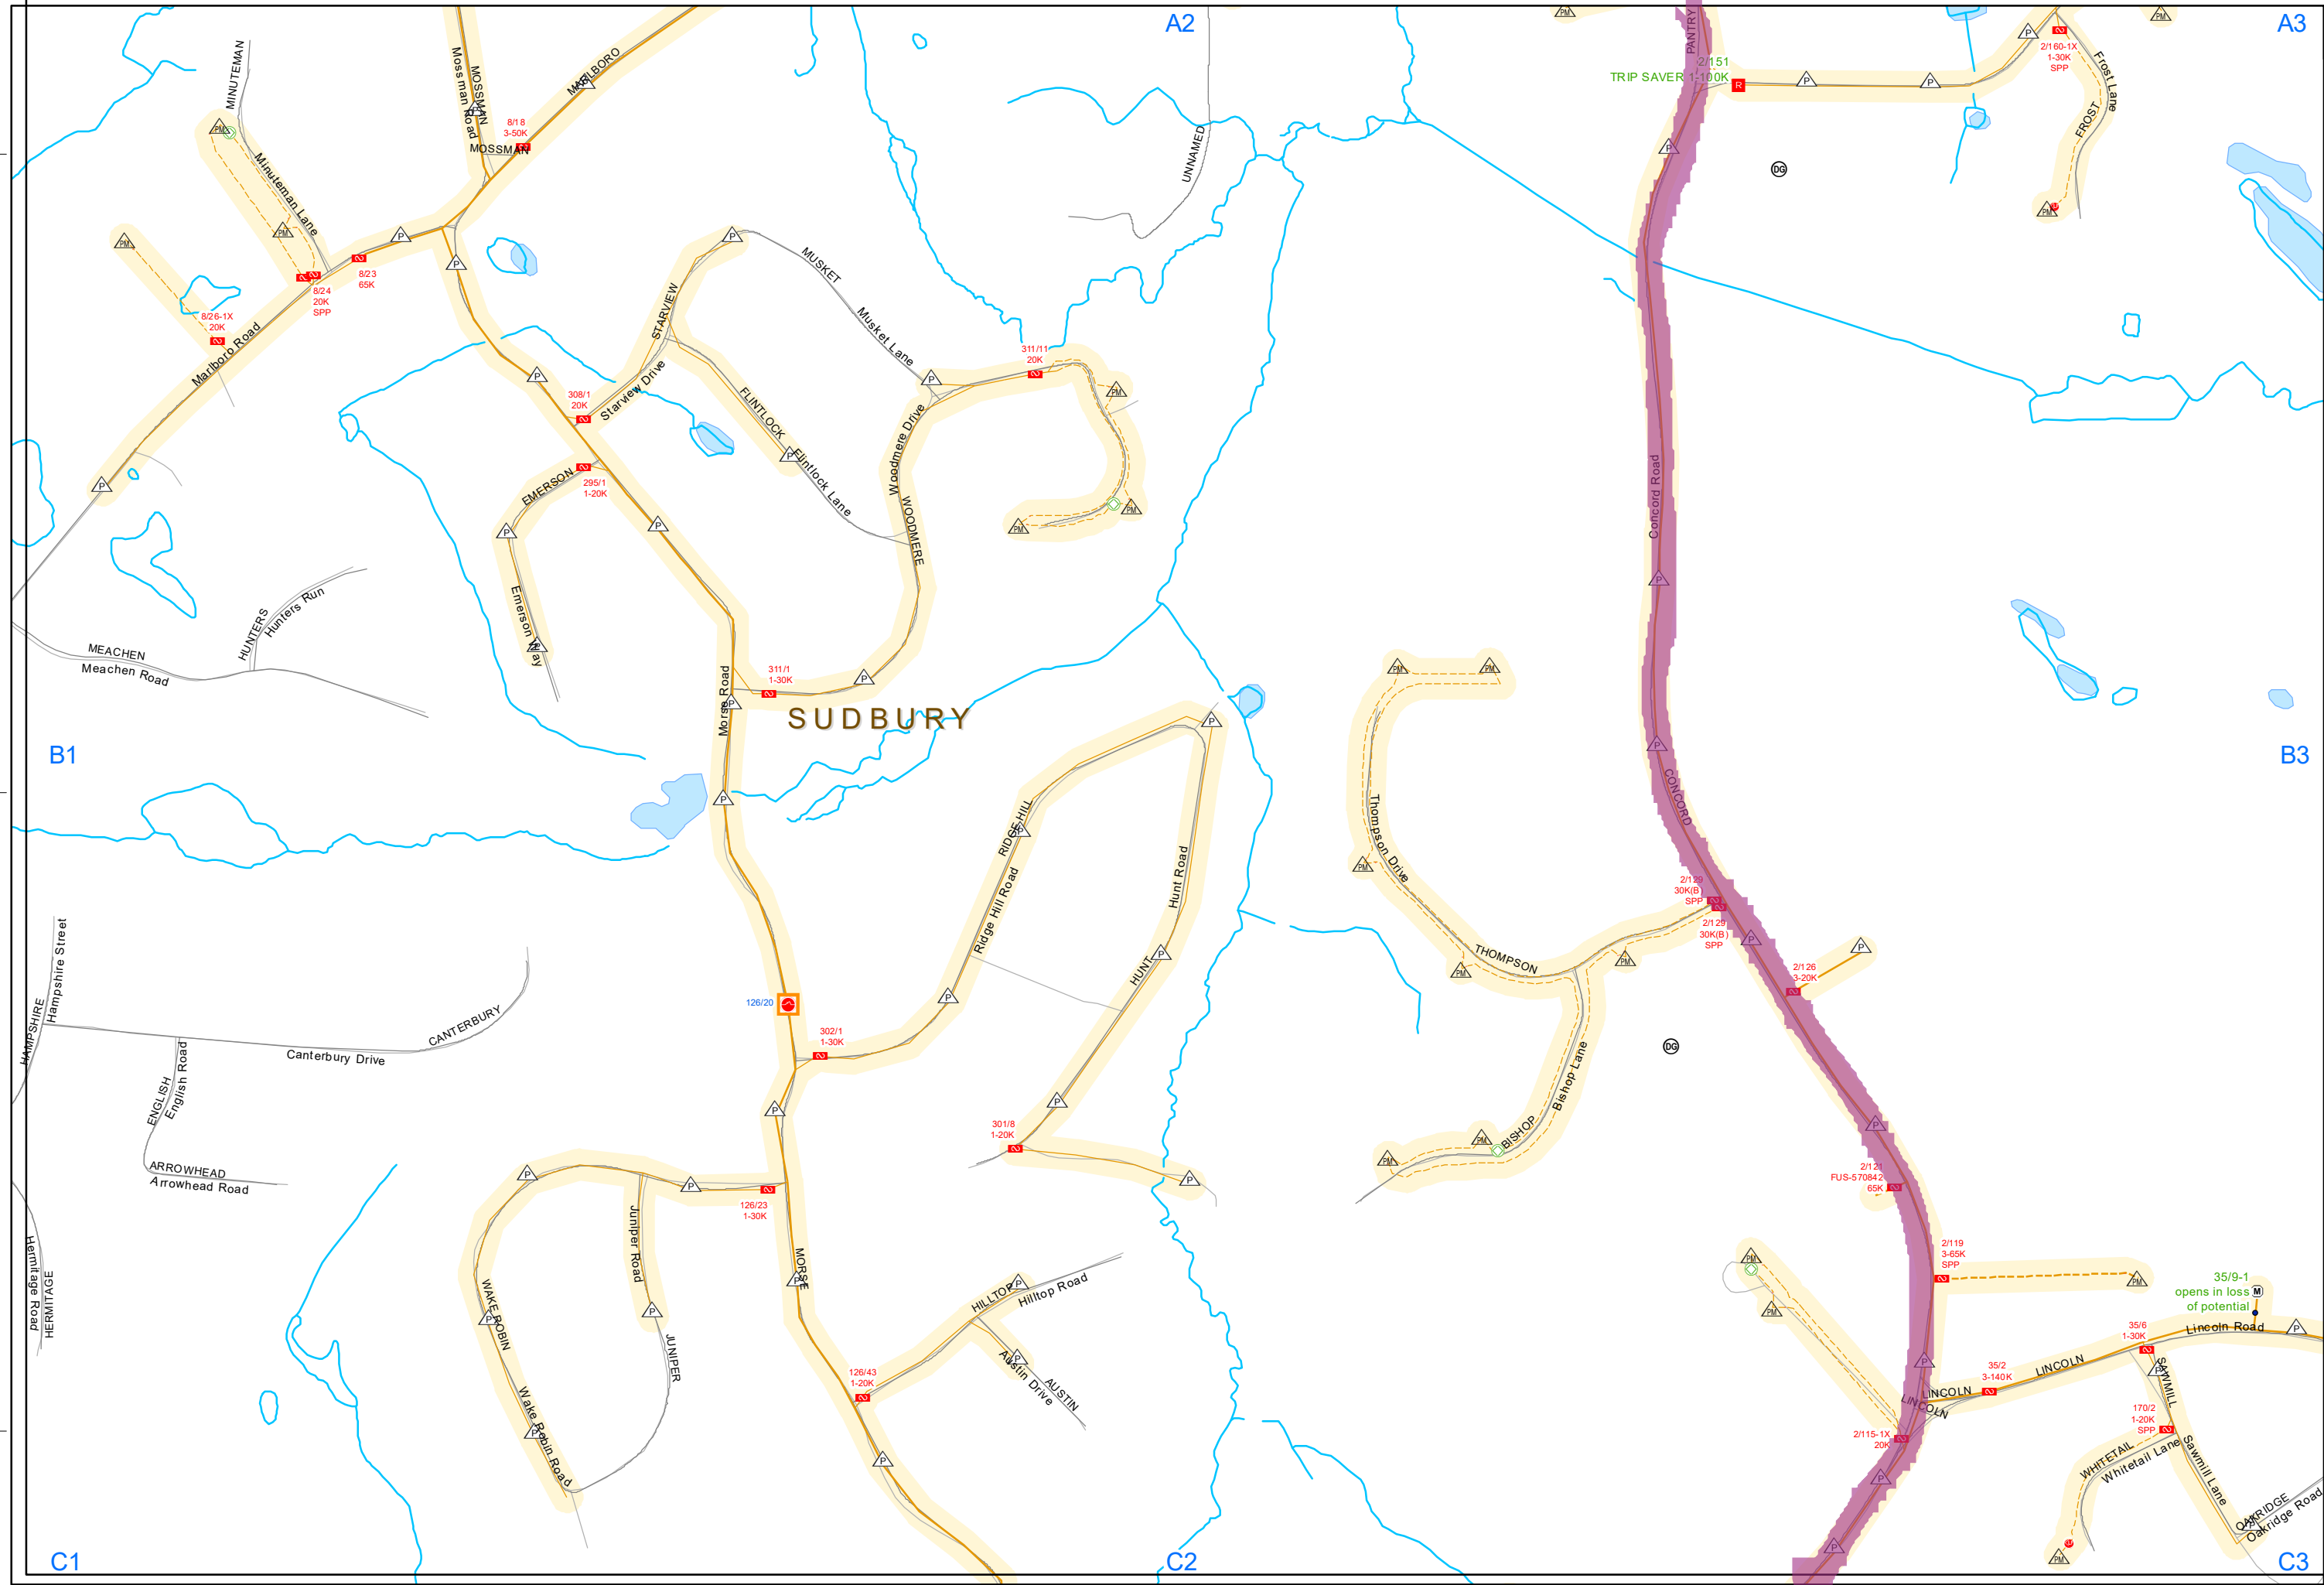 A2
A3
PANTRY
2/151
TRIP SAVER 1-100K
R
2/160-1X
1-30K
SPP
Frost Lane
FROST
MINUTEMAN
Minuteman Lane
Mossman Road
MOSSMAN
MARLBORO
8/18
3-50K
MOSSMAN
UNNAMED
DG
8/23
65K
8/24
20K
SPP
8/26-1X
20K
Marlboro Road
STARVIEW
Starview Drive
MUSKET
Musket Lane
311/11
20K
308/1
20K
FLINTLOCK
Flintlock Lane
Woodmere Drive
WOODMERE
EMERSON
295/1
1-20K
Emerson Way
Concord Road
HUNTERS
Hunters Run
MEACHEN
Meachen Road
311/1
1-30K
Morse Road
SUDBURY
B1
B3
CONCORD
RIDGE HILL
Ridge Hill Road
Hunt Road
HUNT
Thompson Drive
THOMPSON
2/129
30K(B)
SPP
2/129
30K(B)
SPP
2/126
3-20K
Hampshire Street
HAMPSHIRE
CANTERBURY
Canterbury Drive
ENGLISH
English Road
126/20
302/1
1-30K
DG
Bishop Lane
BISHOP
301/8
1-20K
ARROWHEAD
Arrowhead Road
2/121
FUS-570842
65K
126/23
1-30K
Juniper Road
JUNIPER
MORSE
Hermitage Road
HERMITAGE
WAKE ROBIN
Wake Robin Road
HILLTOP
Hilltop Road
Austin Drive
AUSTIN
126/43
1-20K
2/119
3-65K
SPP
35/9-1
opens in loss
of potential
M
Lincoln Road
35/6
1-30K
35/2
3-140K
LINCOLN
LINCOLN
LINCOLN
SAWMILL
Sawmill Lane
170/2
1-20K
SPP
2/115-1X
20K
WHITETAIL
Whitetail Lane
OAKRIDGE
Oakridge Road
C1
C2
C3